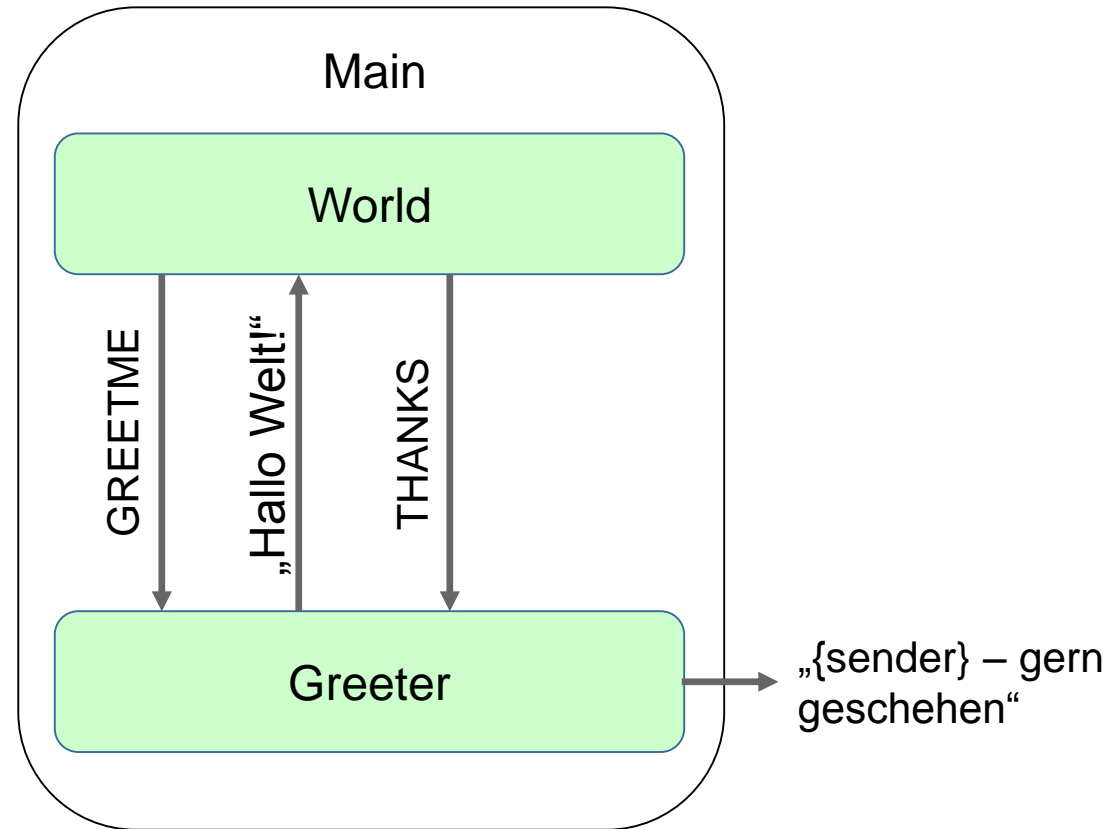 Main
World
GREETME
„Hallo Welt!“
THANKS
Greeter
„{sender} – gern
geschehen“